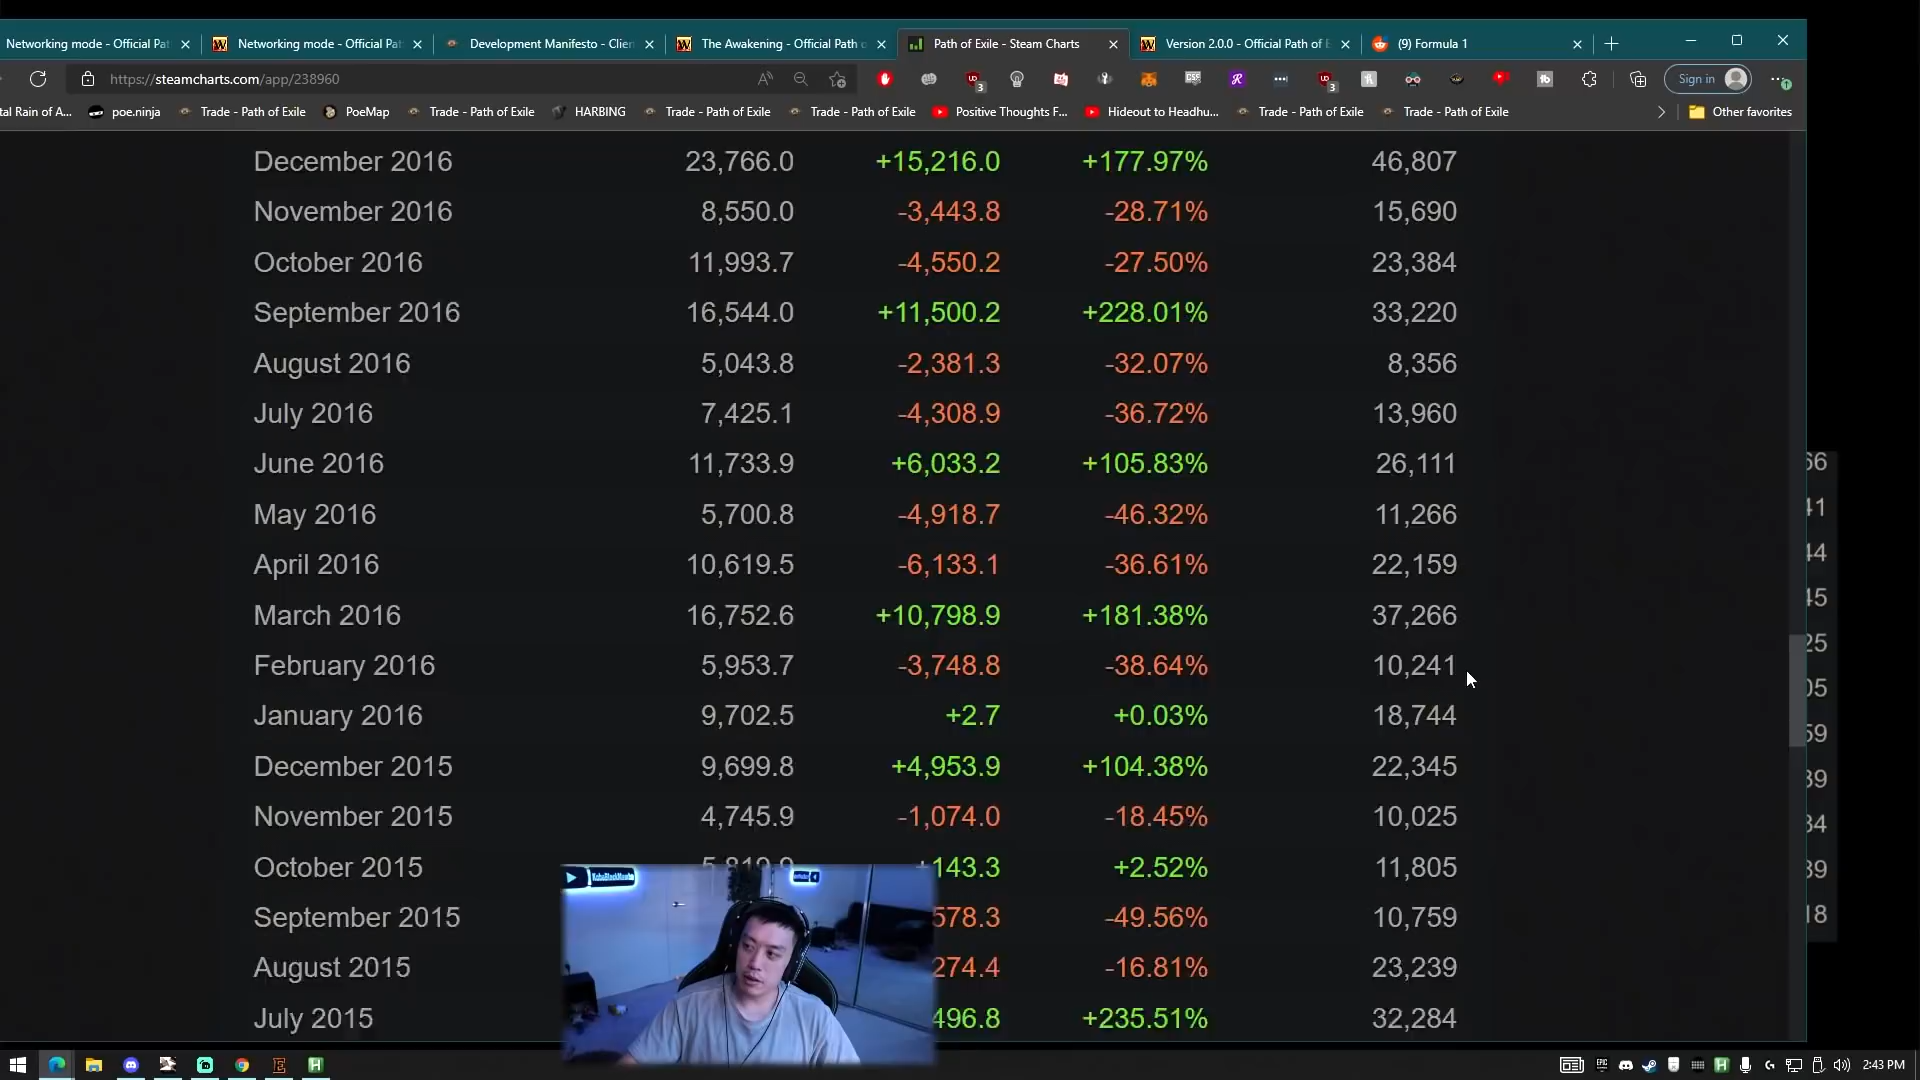 Networking mode - Official Pat
Networking mode - Official Pat
Development Manifesto - Clien
The Awakening - Official Path o
Path of Exile - Steam Charts
Version 2.0.0 - Official Path of E
(9) Formula 1
https://steamcharts.com/app/238960
Sign in
tal Rain of A...
poe.ninja
Trade - Path of Exile
PoeMap
Trade - Path of Exile
HARBING
Trade - Path of Exile
Trade - Path of Exile
Positive Thoughts F...
Hideout to Headhu...
Trade - Path of Exile
Trade - Path of Exile
Other favorites
December 2016 23,766.0 +15,216.0 +177.97% 46,807
November 2016 8,550.0 -3,443.8 -28.71% 15,690
October 2016 11,993.7 -4,550.2 -27.50% 23,384
September 2016 16,544.0 +11,500.2 +228.01% 33,220
August 2016 5,043.8 -2,381.3 -32.07% 8,356
July 2016 7,425.1 -4,308.9 -36.72% 13,960
June 2016 11,733.9 +6,033.2 +105.83% 26,111
May 2016 5,700.8 -4,918.7 -46.32% 11,266
April 2016 10,619.5 -6,133.1 -36.61% 22,159
March 2016 16,752.6 +10,798.9 +181.38% 37,266
February 2016 5,953.7 -3,748.8 -38.64% 10,241
January 2016 9,702.5 +2.7 +0.03% 18,744
December 2015 9,699.8 +4,953.9 +104.38% 22,345
November 2015 4,745.9 -1,074.0 -18.45% 10,025
October 2015 143.3 +2.52% 11,805
September 2015 578.3 -49.56% 10,759
August 2015 274.4 -16.81% 23,239
July 2015 496.8 +235.51% 32,284
66
41
44
45
25
05
59
39
34
39
18
2:43 PM